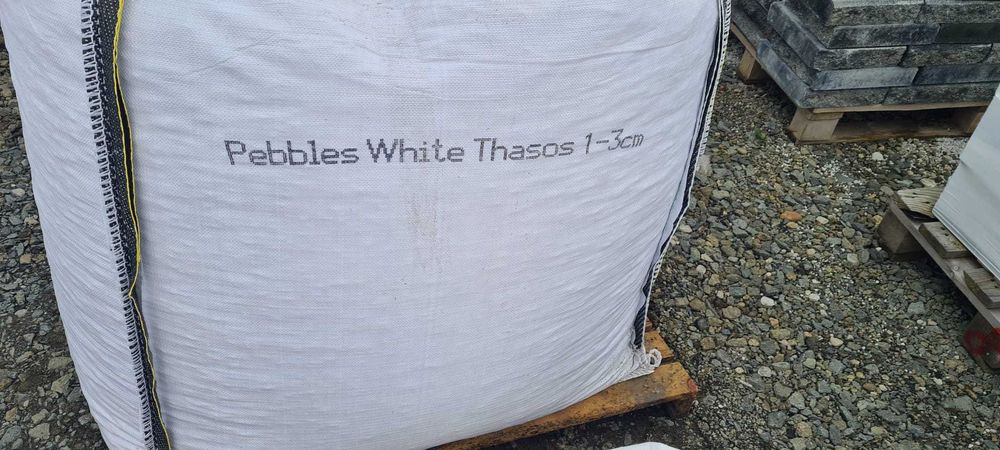 Pebbles White Thasos 1-3cm